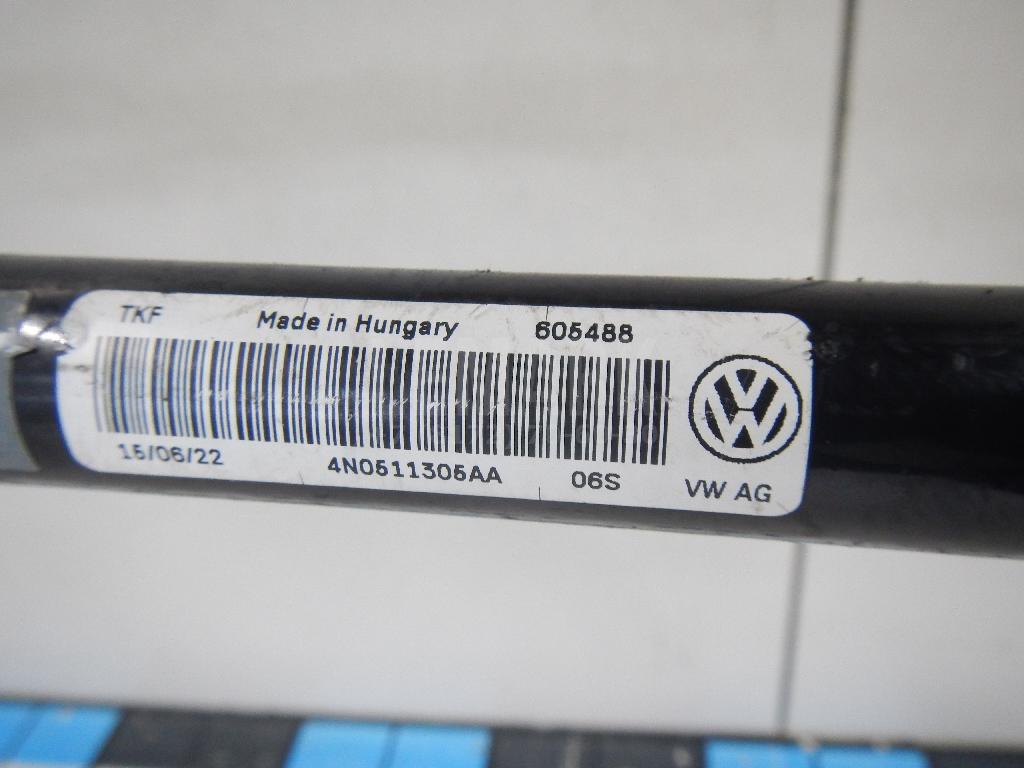 TKF Made in Hungary 605488
15/06/22 4N0511305AA 06S VW AG